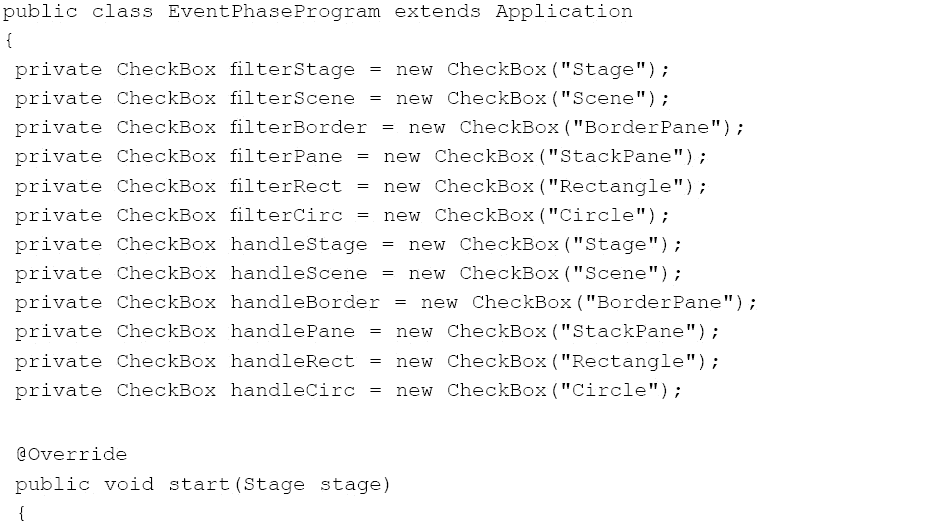 public class EventPhaseProgram extends Application
{
private CheckBox filterStage = new CheckBox("Stage");
private CheckBox filterScene = new CheckBox("Scene");
private CheckBox filterBorder = new CheckBox("BorderPane");
private CheckBox filterPane = new CheckBox("StackPane");
private CheckBox filterRect = new CheckBox("Rectangle");
private CheckBox filterCirc = new CheckBox("Circle");
private CheckBox handleStage = new CheckBox("Stage");
private CheckBox handleScene = new CheckBox("Scene");
private CheckBox handleBorder = new CheckBox("BorderPane");
private CheckBox handlePane = new CheckBox("StackPane");
private CheckBox handleRect = new CheckBox("Rectangle");
private CheckBox handleCirc = new CheckBox("Circle");
@Override
public void start(Stage stage)
{